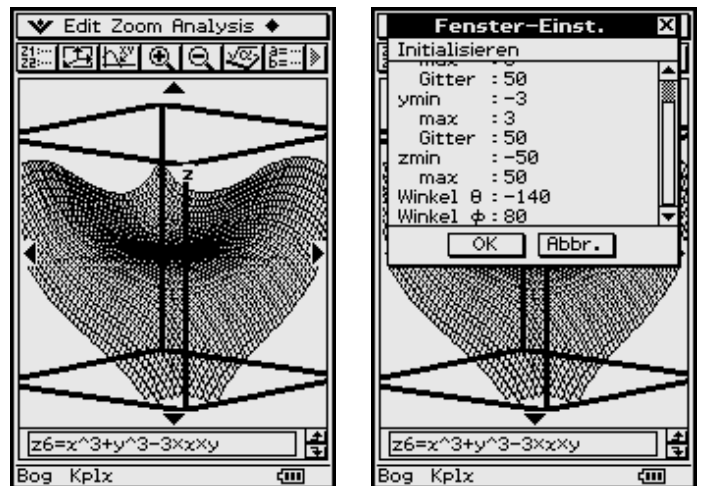 Edit Zoom Analysis ◆
z
z6=x^3+y^3-3×x×y
Bog Kplx
Fenster-Einst.
Initialisieren
Gitter :50
ymin :-3
max :3
Gitter :50
zmin :-50
max :50
Winkel θ:-140
Winkel ϕ:80
OK Abbr.
z6=x^3+y^3-3×x×y
Bog Kplx